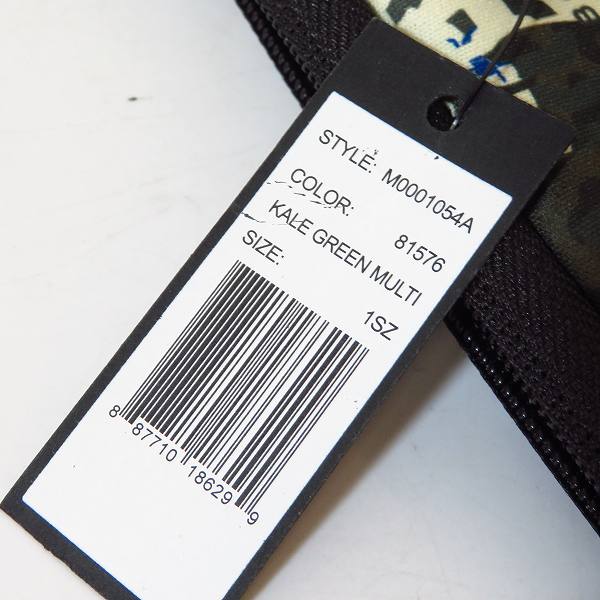 STYLE: M0001054A
COLOR: 81576
KALE GREEN MULTI
SIZE: 1SZ
8 87710 18629 9